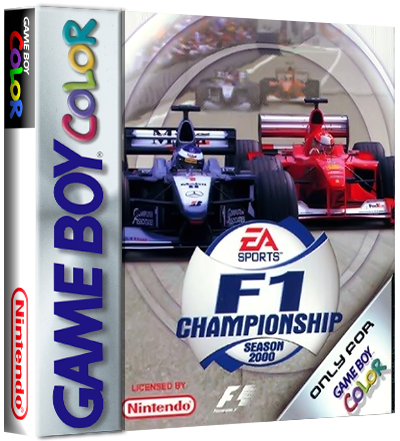 GAME BOY
COLOR
Nintendo
GAME BOY COLOR
EA
SPORTS
F1
CHAMPIONSHIP
SEASON
2000
LICENSED BY
Nintendo
F1
ONLY FOR
GAME BOY
COLOR